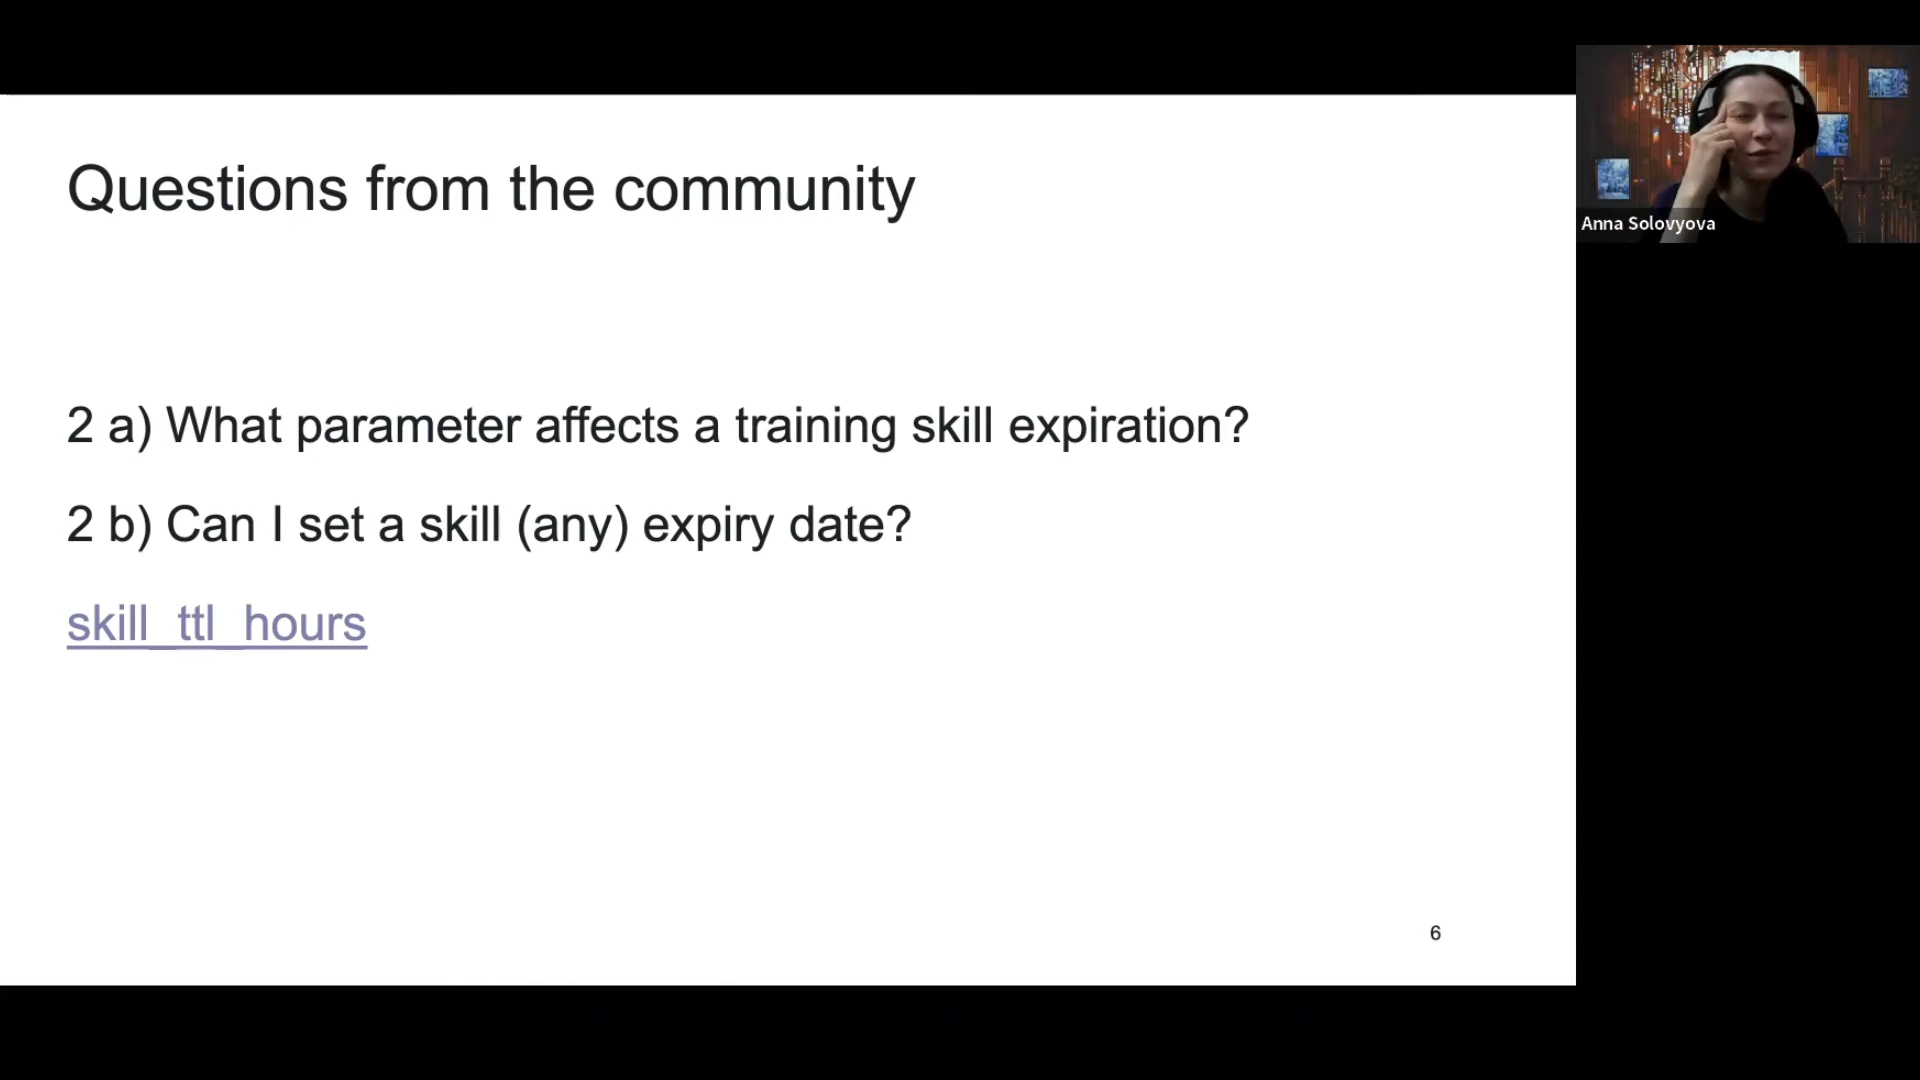 Questions from the community
Anna Solovyova
2 a) What parameter affects a training skill expiration?
2 b) Can I set a skill (any) expiry date?
skill_ttl_hours
6